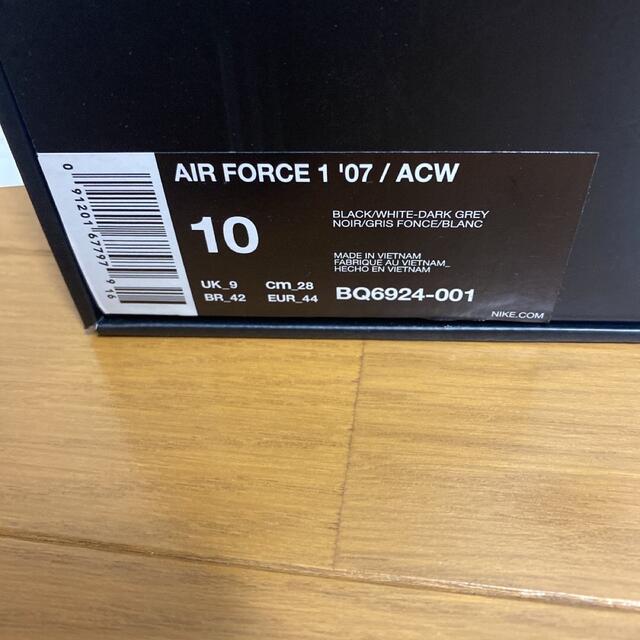 AIR FORCE 1 '07 / ACW
10
BLACK/WHITE-DARK GREY
NOIR/GRIS FONCE/BLANC
MADE IN VIETNAM
FABRIQUE AU VIETNAM_
HECHO EN VIETNAM
UK_9 cm_28
BR_42 EUR_44
BQ6924-001
NIKE.COM
0 91201 67797 9 16